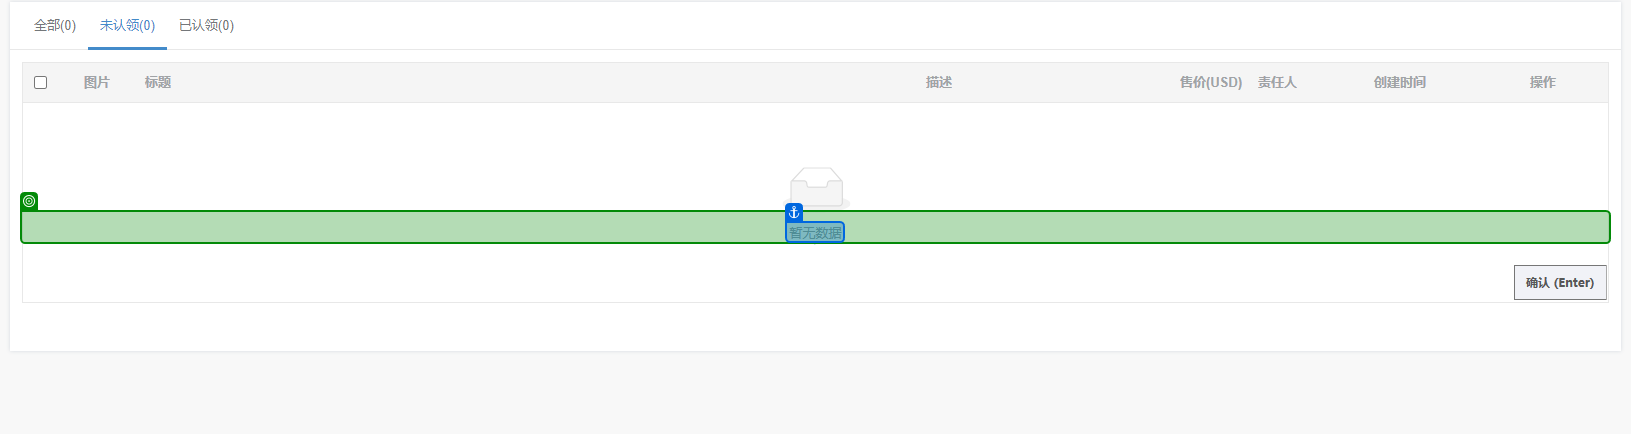 全部(0) 未认领(0) 已认领(0)
图片 标题 描述 售价(USD) 责任人 创建时间 操作
暂无数据
确认 (Enter)